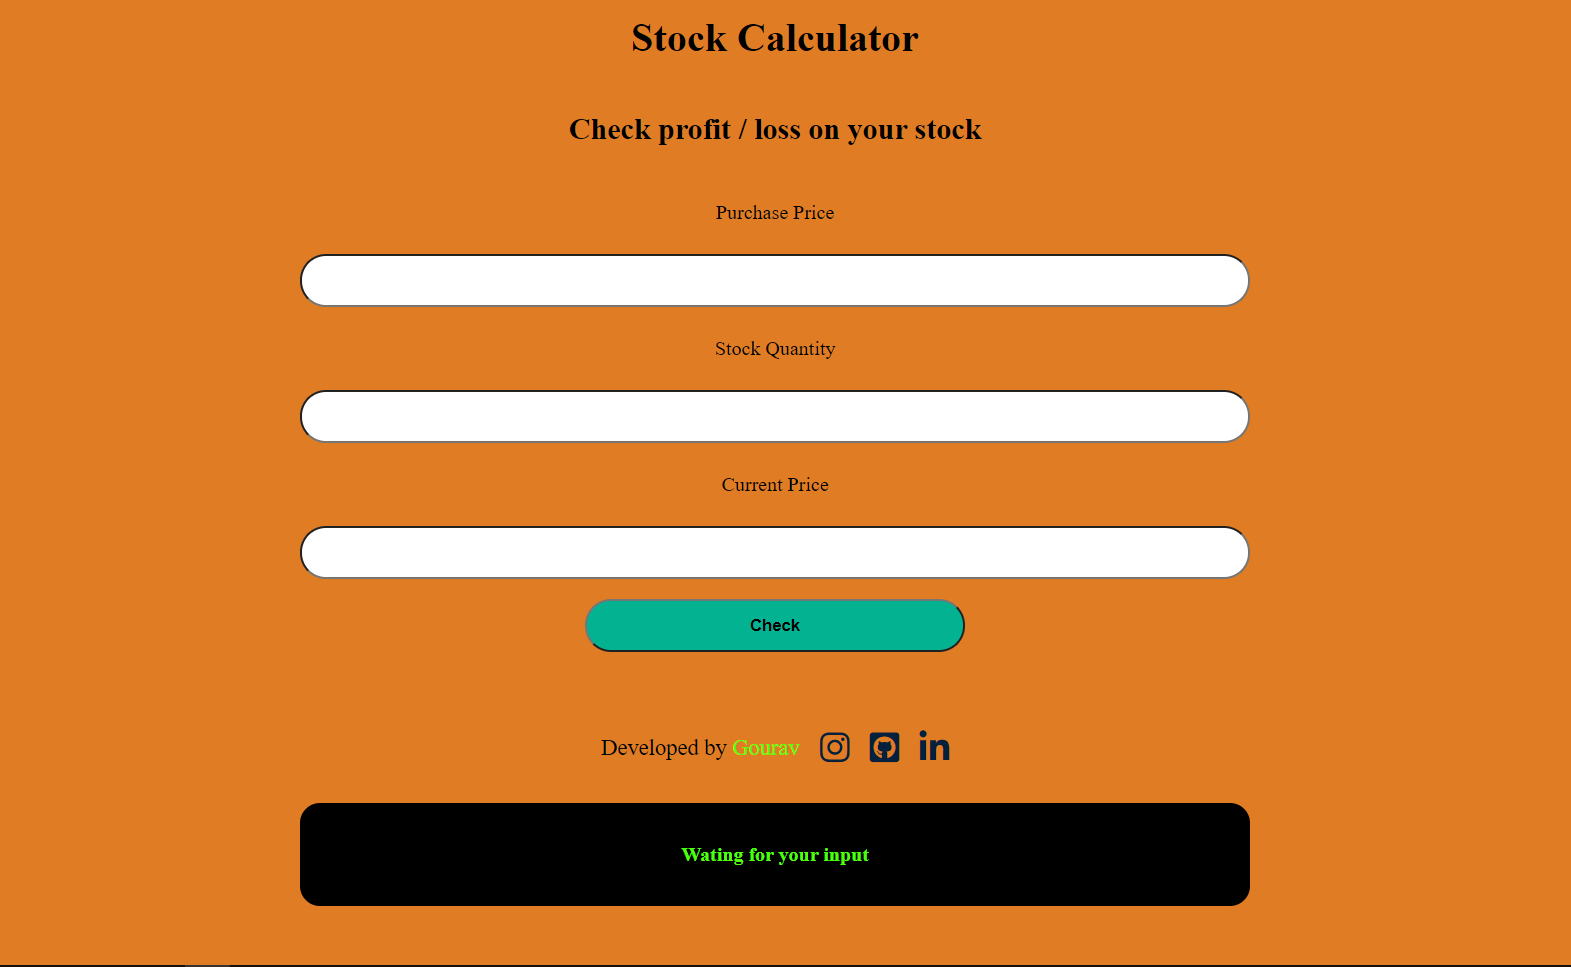 Stock Calculator
Check profit / loss on your stock
Purchase Price
Stock Quantity
Current Price
Check
Developed by Gourav
Wating for your input